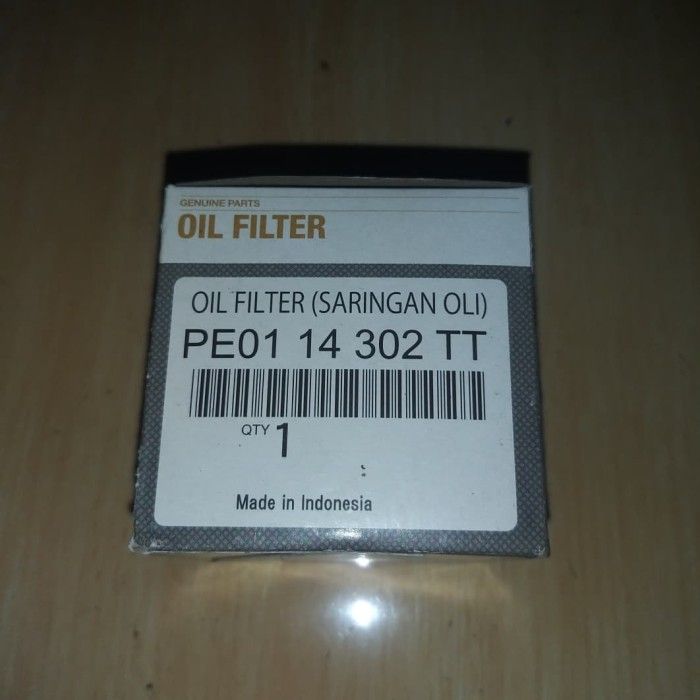 GENUINE PARTS
OIL FILTER
OIL FILTER (SARINGAN OLI)
PE01 14 302 TT
QTY 1
Made in Indonesia